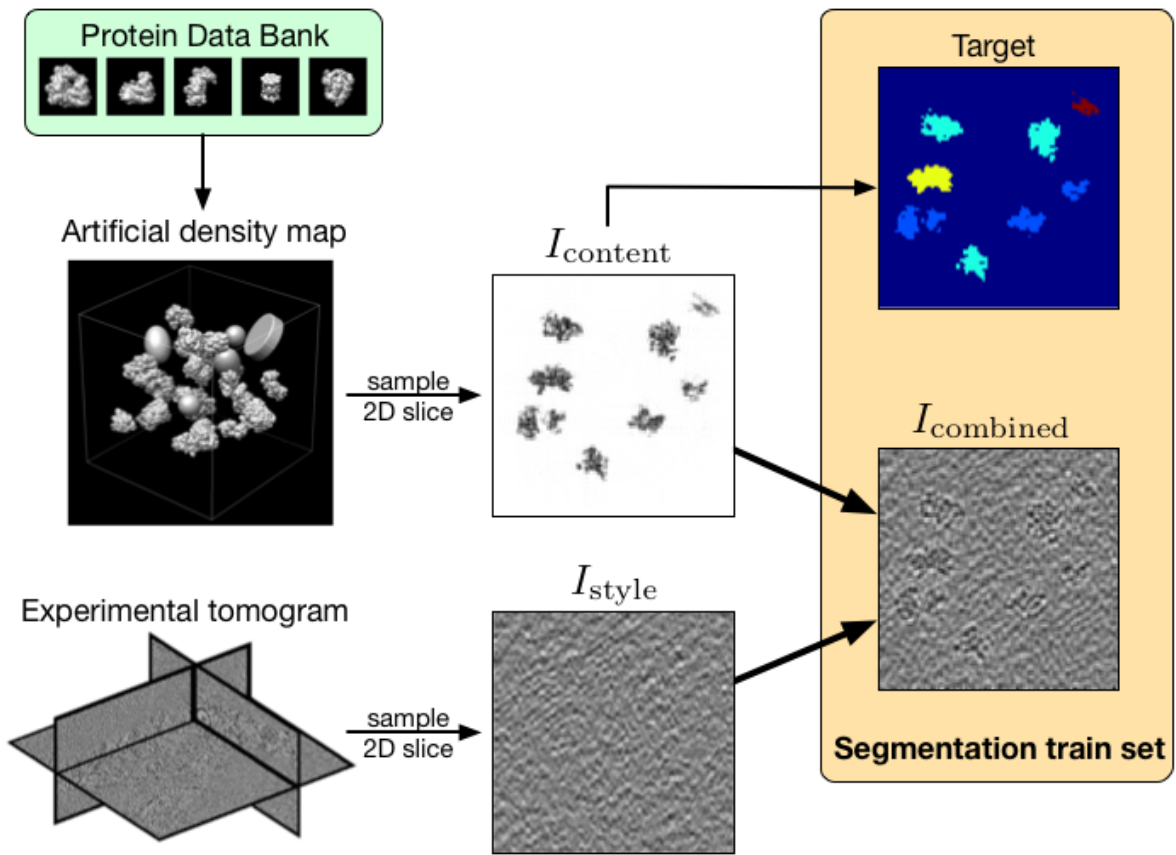 Protein Data Bank
Target
Artificial density map
I_content
sample
2D slice
I_combined
Experimental tomogram
I_style
sample
2D slice
Segmentation train set